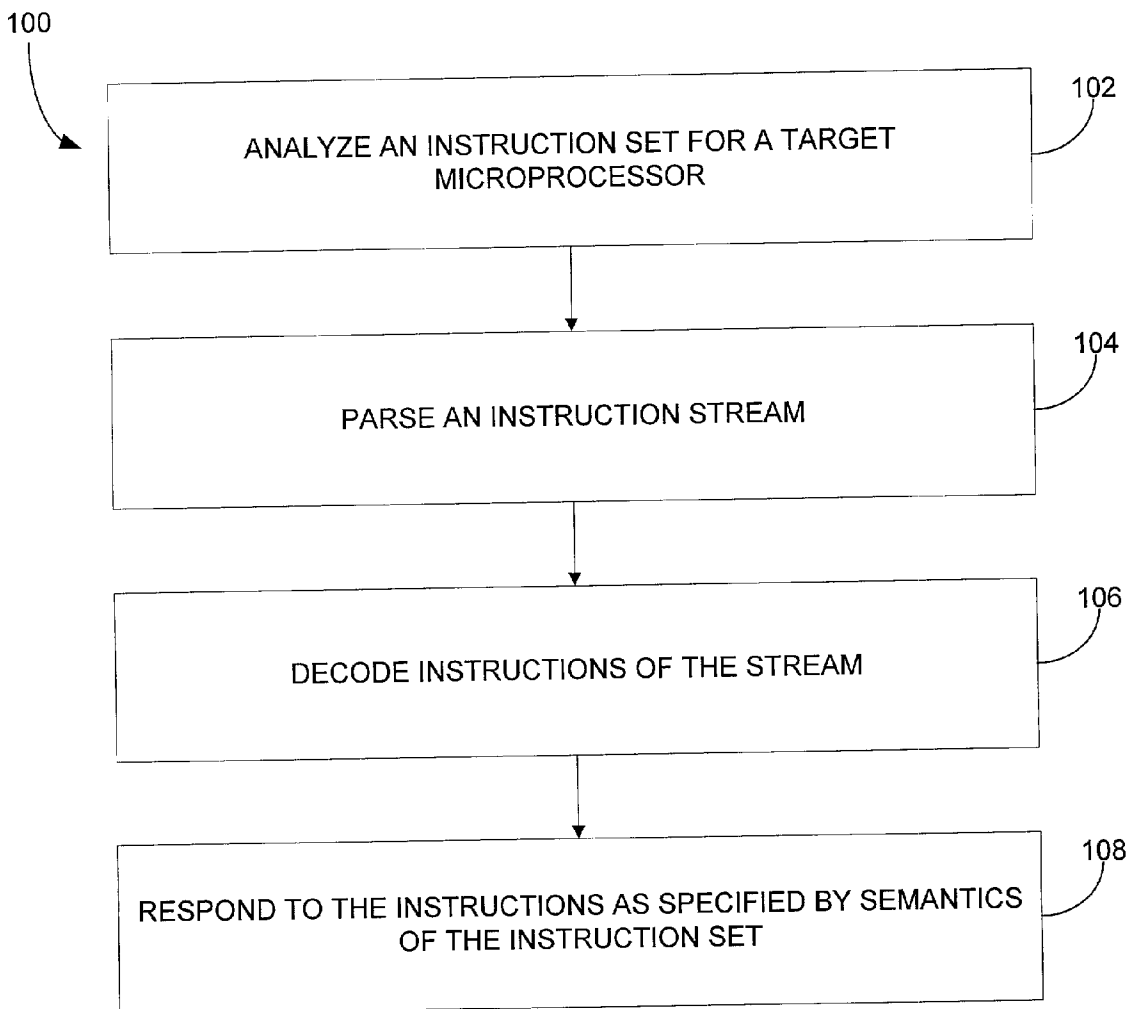 100
102
ANALYZE AN INSTRUCTION SET FOR A TARGET
MICROPROCESSOR
104
PARSE AN INSTRUCTION STREAM
106
DECODE INSTRUCTIONS OF THE STREAM
108
RESPOND TO THE INSTRUCTIONS AS SPECIFIED BY SEMANTICS
OF THE INSTRUCTION SET